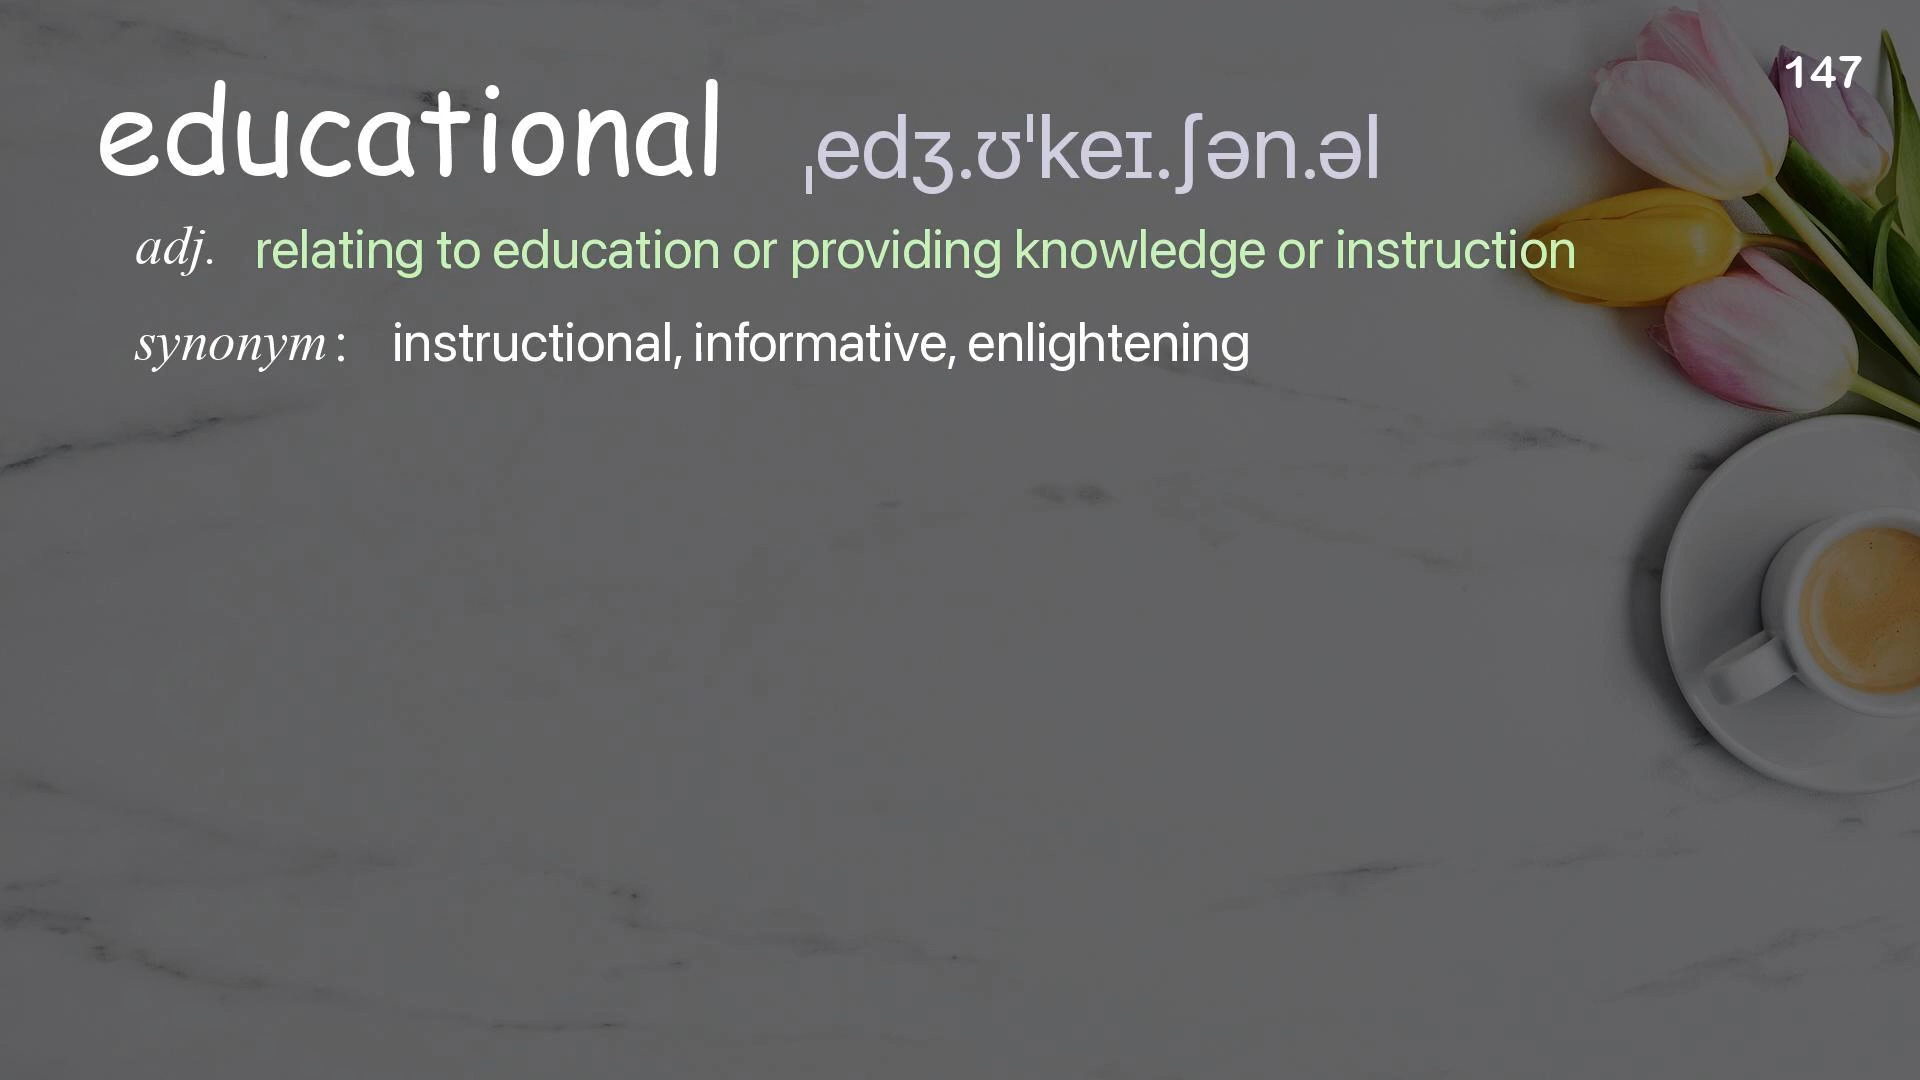 147
educational ˌedʒ.ʊˈkeɪ.ʃən.əl
adj. relating to education or providing knowledge or instruction
synonym : instructional, informative, enlightening